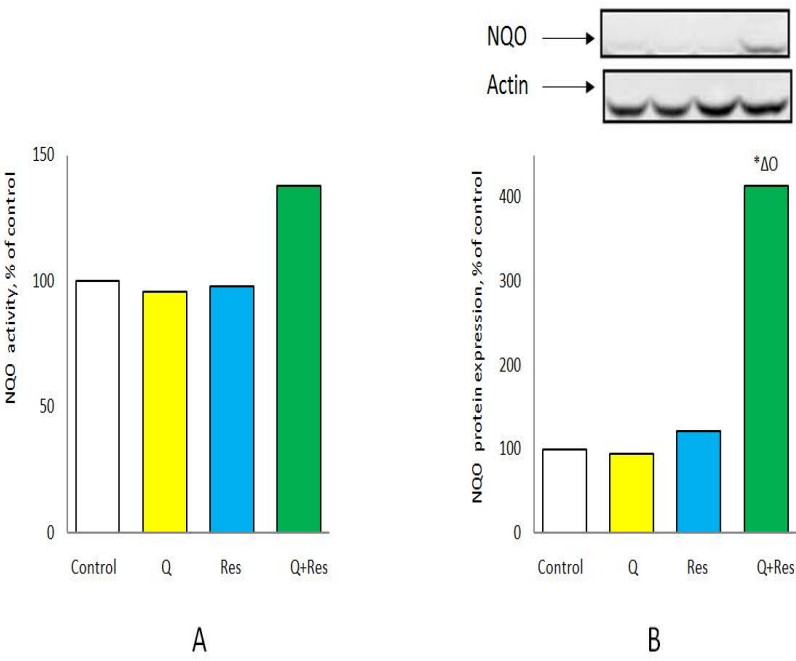 NQO
Actin
NQO activity, % of control
150
100
50
0
Control Q Res Q+Res
A
NQO protein expression, % of control
*ΔO
400
300
200
100
0
Control Q Res Q+Res
B